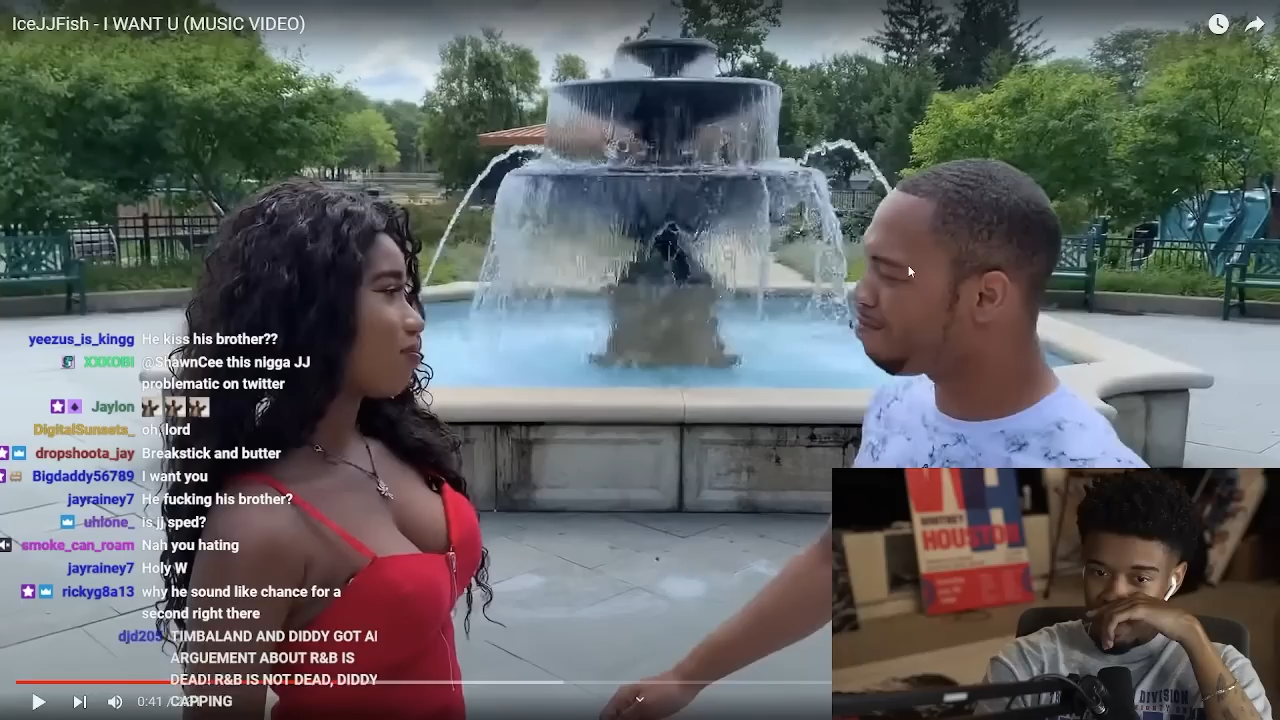 IceJJFish - I WANT U (MUSIC VIDEO)
yeezus_is_kingg He kiss his brother??
XXKOBI @ShawnCee this nigga JJ
problematic on twitter
Jaylon
DigitalSunsets_ oh, lord
dropshoota_jay Breakstick and butter
Bigdaddy56789 I want you
jayrainey7 He fucking his brother?
uhlone_ is jj sped?
smoke_can_roam Nah you hating
jayrainey7 Holy W
rickyg8a13 why he sound like chance for a
second right there
djd205 TIMBALAND AND DIDDY GOT AI
ARGUEMENT ABOUT R&B IS
DEAD! R&B IS NOT DEAD, DIDDY
CAPPING
0:41 /
WHITNEY
HOUSTON
DIVISION